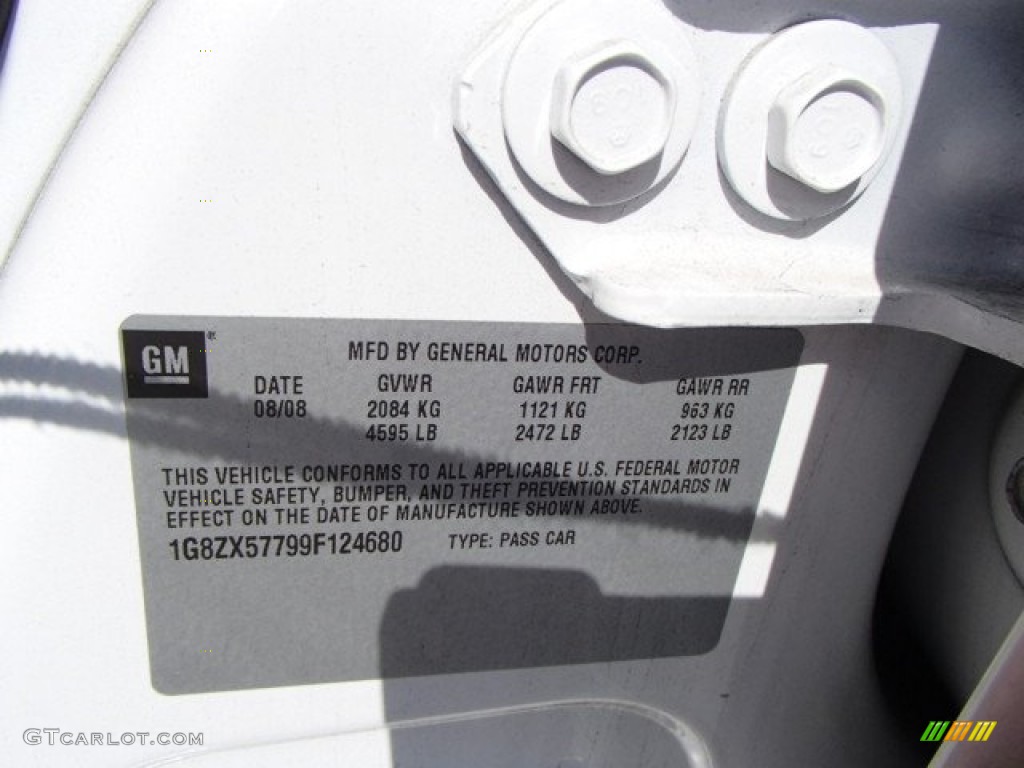 GM ®
MFD BY GENERAL MOTORS CORP.
DATE GVWR GAWR FRT GAWR RR
08/08 2084 KG 1121 KG 963 KG
4595 LB 2472 LB 2123 LB
THIS VEHICLE CONFORMS TO ALL APPLICABLE U.S. FEDERAL MOTOR
VEHICLE SAFETY, BUMPER, AND THEFT PREVENTION STANDARDS IN
EFFECT ON THE DATE OF MANUFACTURE SHOWN ABOVE.
1G8ZX57799F124680 TYPE: PASS CAR
GTCARLOT.COM